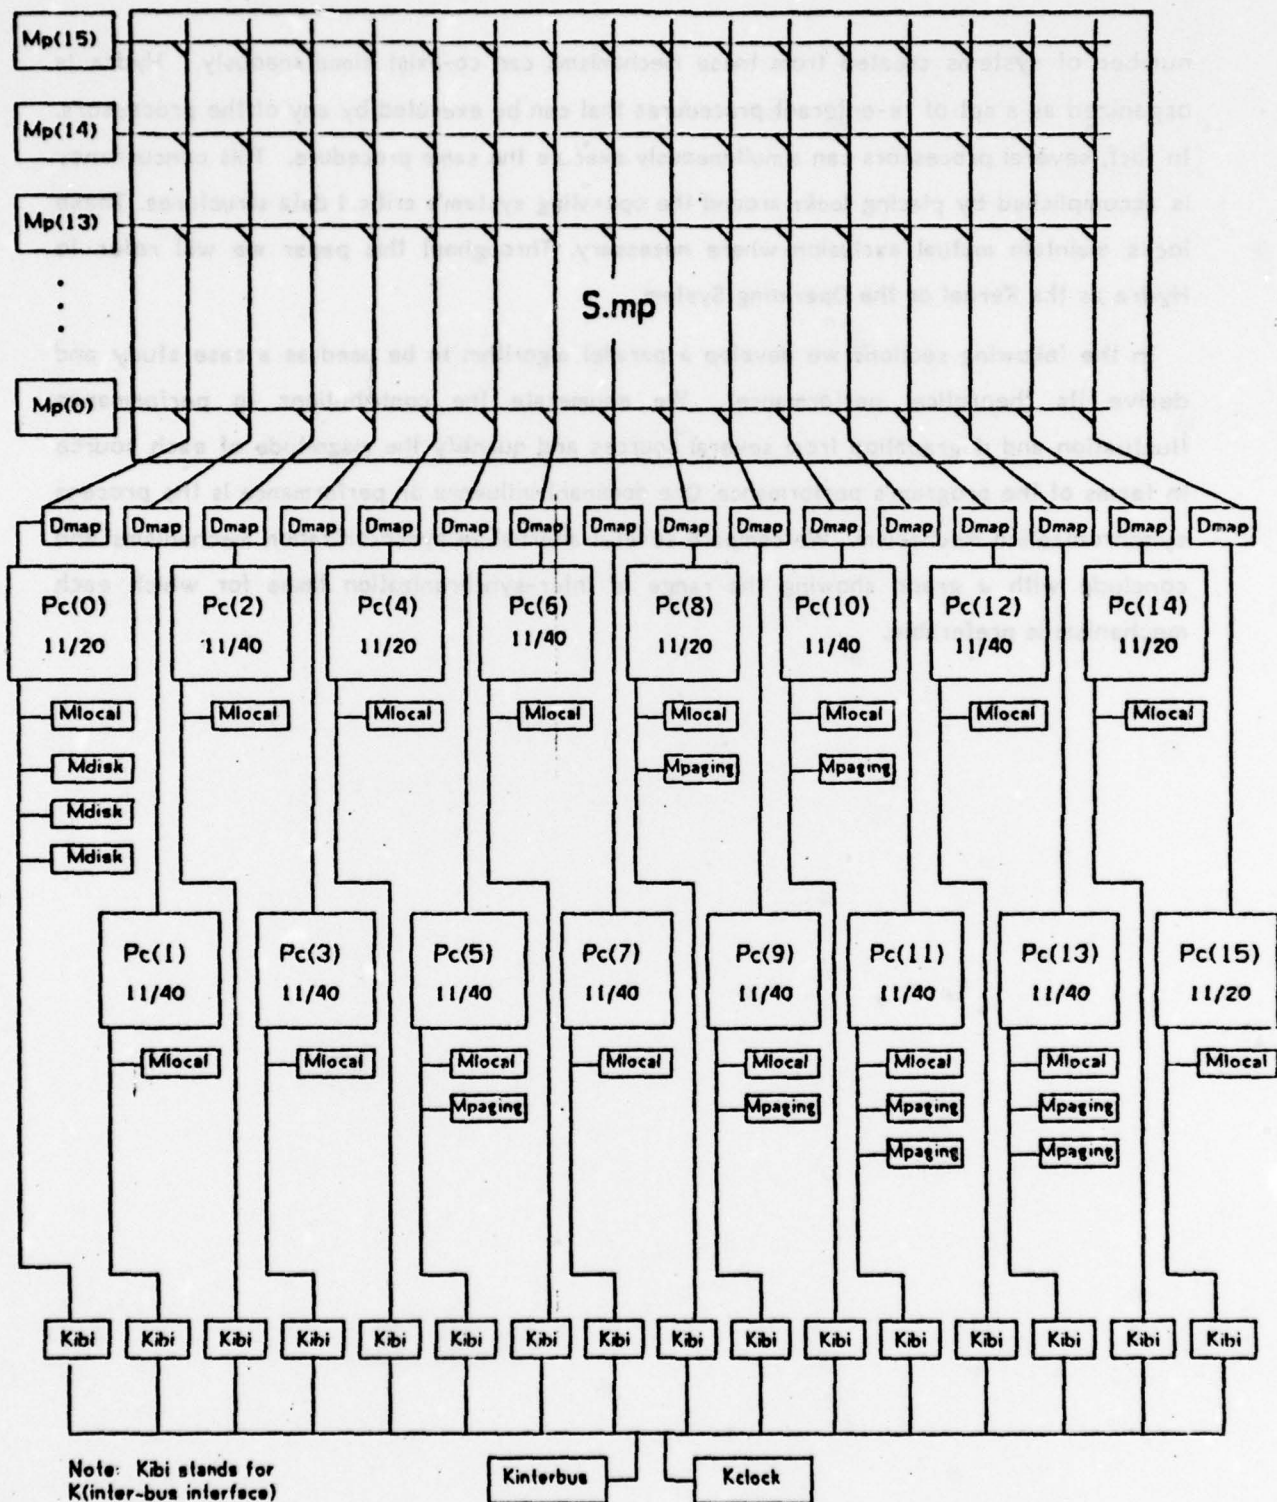 Mp(15)
Mp(14)
Mp(13)
S.mp
Mp(0)
Dmap Dmap Dmap Dmap Dmap Dmap Dmap Dmap Dmap Dmap Dmap Dmap Dmap Dmap Dmap Dmap
Pc(0) Pc(2) Pc(4) Pc(6) Pc(8) Pc(10) Pc(12) Pc(14)
11/20 11/40 11/20 11/40 11/20 11/40 11/40 11/20
Mlocal Mlocal Mlocal Mlocal Mlocal Mlocal Mlocal Mlocal
Mdisk Mpaging Mpaging
Mdisk
Mdisk
Pc(1) Pc(3) Pc(5) Pc(7) Pc(9) Pc(11) Pc(13) Pc(15)
11/40 11/40 11/40 11/40 11/40 11/40 11/40 11/20
Mlocal Mlocal Mlocal Mlocal Mlocal Mlocal Mlocal Mlocal
Mpaging Mpaging Mpaging Mpaging
Mpaging Mpaging
Kibi Kibi Kibi Kibi Kibi Kibi Kibi Kibi Kibi Kibi Kibi Kibi Kibi Kibi Kibi Kibi
Kinterbus Kclock
Note: Kibi stands for
K(inter-bus interface)